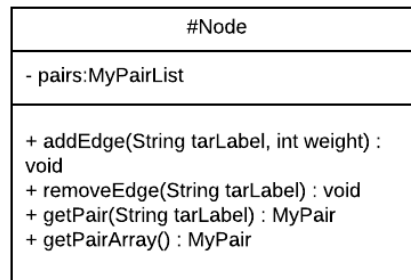 #Node
- pairs:MyPairList
+ addEdge(String tarLabel, int weight) :
void
+ removeEdge(String tarLabel) : void
+ getPair(String tarLabel) : MyPair
+ getPairArray() : MyPair